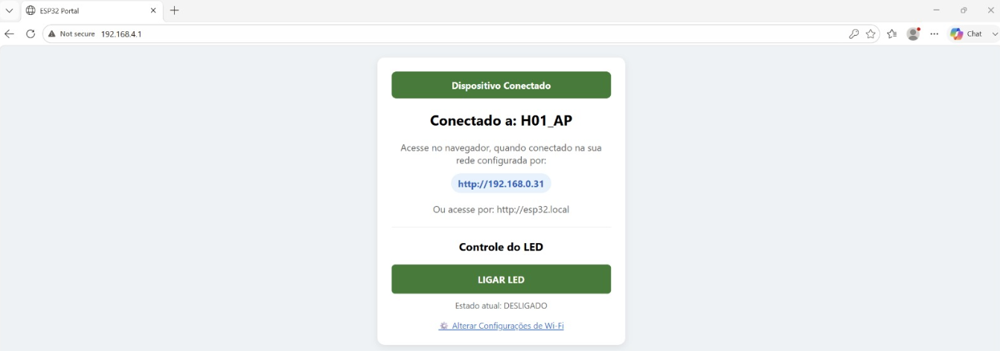 ESP32 Portal
Not secure 192.168.4.1
Chat
Dispositivo Conectado
Conectado a: H01_AP
Acesse no navegador, quando conectado na sua
rede configurada por:
http://192.168.0.31
Ou acesse por: http://esp32.local
Controle do LED
LIGAR LED
Estado atual: DESLIGADO
Alterar Configurações de Wi-Fi